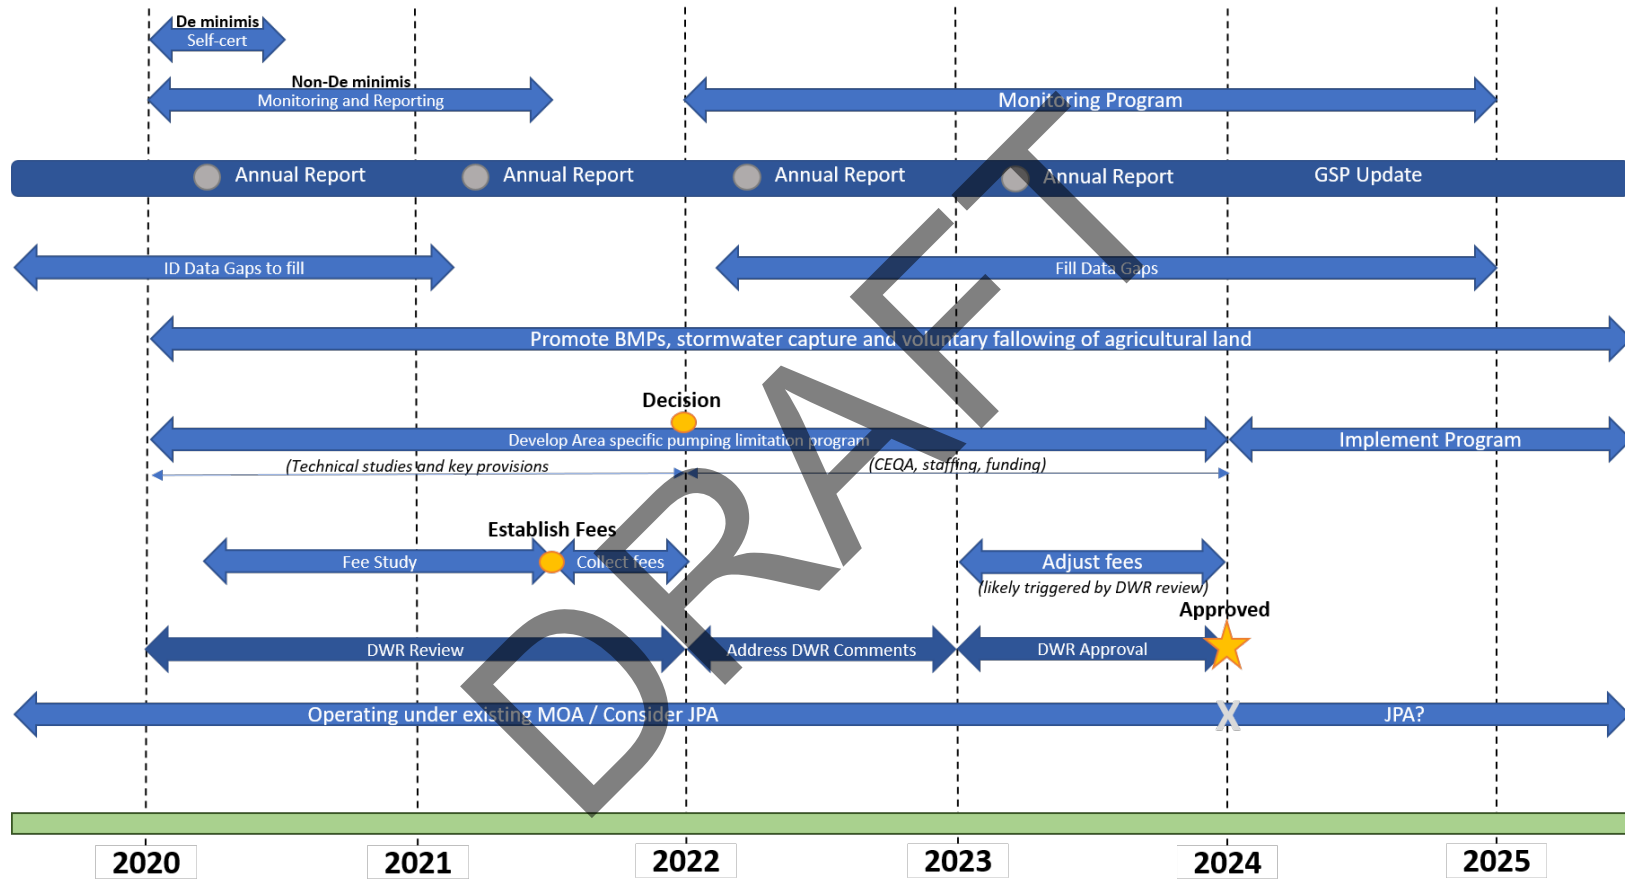 De minimis
Self-cert
Non-De minimis
Monitoring and Reporting
Monitoring Program
Annual Report
Annual Report
Annual Report
Annual Report
GSP Update
ID Data Gaps to fill
Fill Data Gaps
Promote BMPs, stormwater capture and voluntary fallowing of agricultural land
Decision
Develop Area specific pumping limitation program
Implement Program
(Technical studies and key provisions
(CEQA, staffing, funding)
Establish Fees
Fee Study
Collect fees
Adjust fees
(likely triggered by DWR review)
Approved
DWR Review
Address DWR Comments
DWR Approval
Operating under existing MOA / Consider JPA
X
JPA?
DRAFT
2020
2021
2022
2023
2024
2025